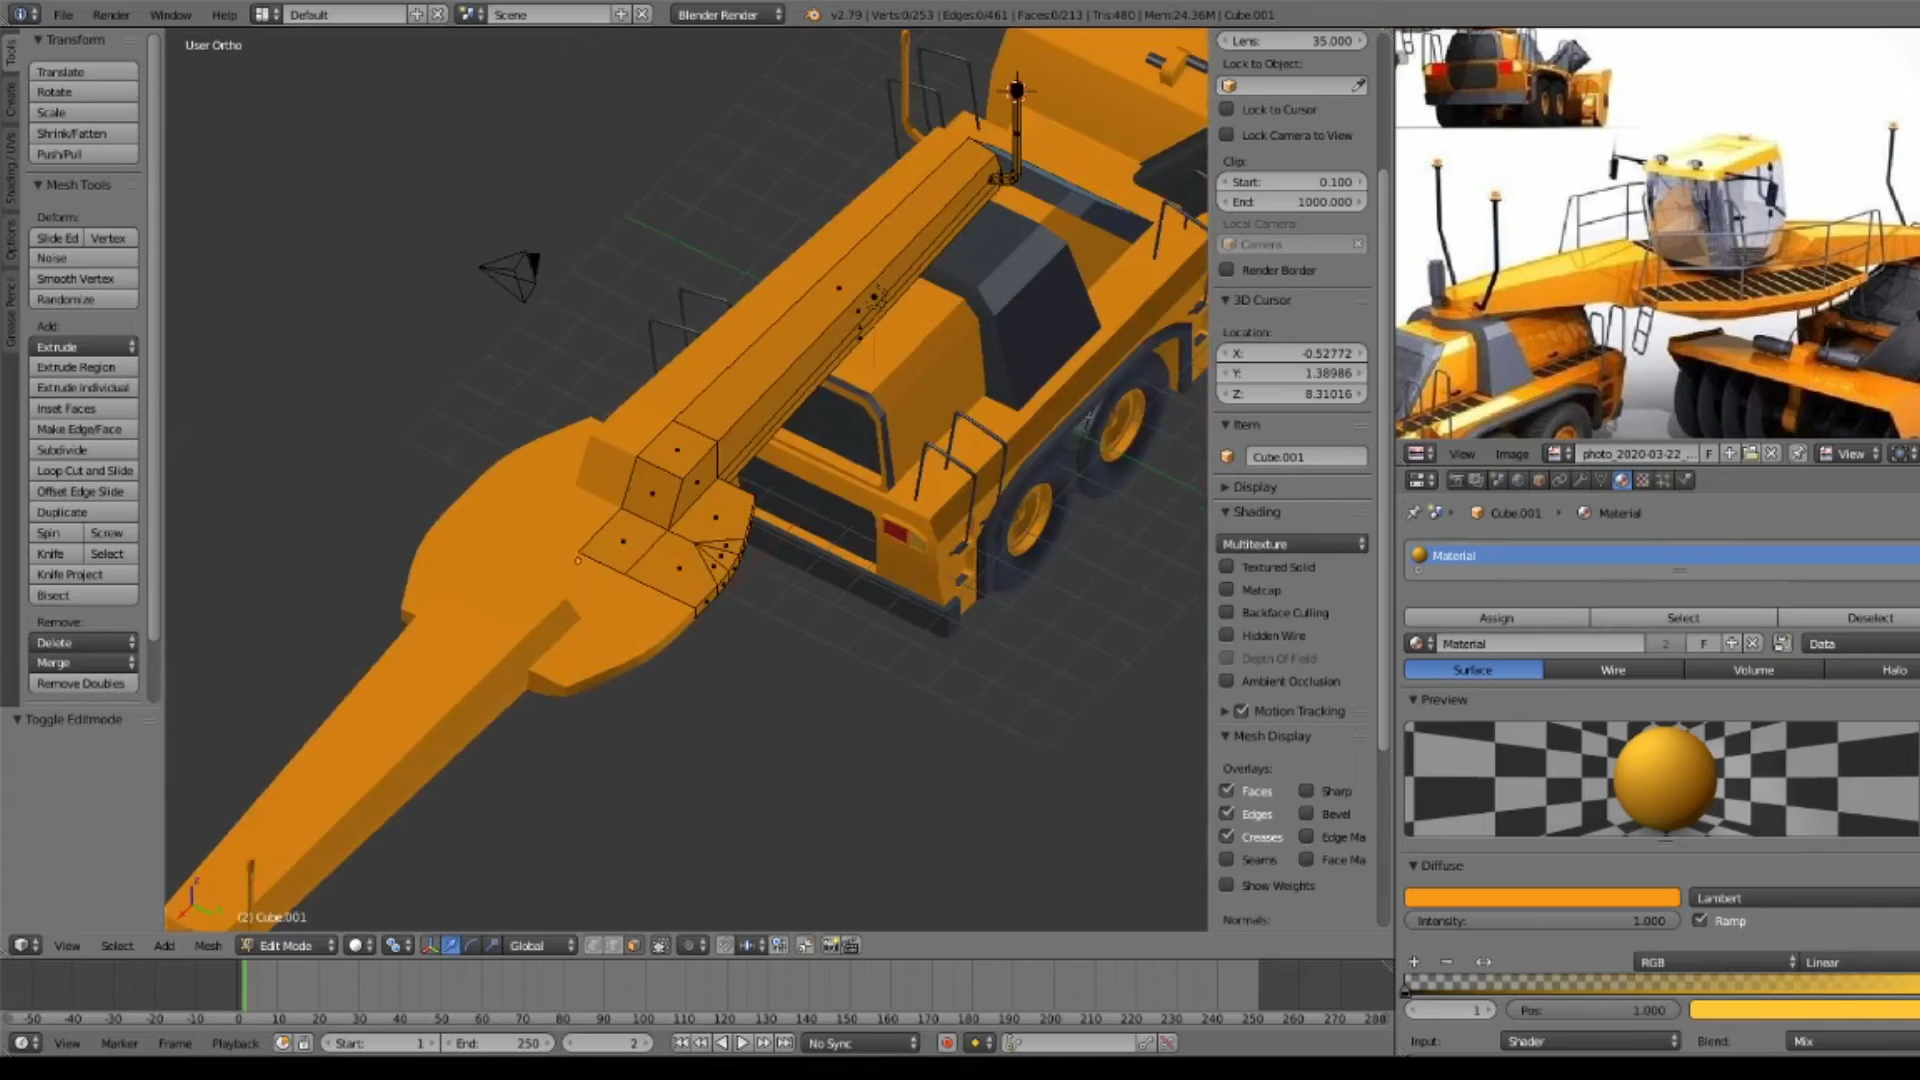 File Render Window Help Default Scene Blender Render v2.79 | Verts:0/253 | Edges:0/461 | Faces:0/213 | Tris:480 | Mem:24.36M | Cube.001
Tools
Create
Shading / UVs
Options
Grease Pencil
Transform
Translate
Rotate
Scale
Shrink/Fatten
Push/Pull
Mesh Tools
Deform:
Slide Ed Vertex
Noise
Smooth Vertex
Randomize
Add:
Extrude
Extrude Region
Extrude Individual
Inset Faces
Make Edge/Face
Subdivide
Loop Cut and Slide
Offset Edge Slide
Duplicate
Spin Screw
Knife Select
Knife Project
Bisect
Remove:
Delete
Merge
Remove Doubles
Toggle Editmode
User Ortho
(2) Cube.001
Lens: 35.000
Lock to Object:
Lock to Cursor
Lock Camera to View
Clip:
Start: 0.100
End: 1000.000
Local Camera:
Camera
Render Border
3D Cursor
Location:
X: -0.52772
Y: 1.38986
Z: 8.31016
Item
Cube.001
Display
Shading
Multitexture
Textured Solid
Matcap
Backface Culling
Hidden Wire
Depth Of Field
Ambient Occlusion
Motion Tracking
Mesh Display
Overlays:
Faces Sharp
Edges Bevel
Creases Edge Ma
Seams Face Ma
Show Weights
Normals:
View Image photo_2020-03-22_... F View
Cube.001 Material
Material
Assign Select Deselect
Material 2 F Data
Surface Wire Volume Halo
Preview
Diffuse
Lambert
Intensity: 1.000 Ramp
RGB Linear
1 Pos: 1.000
Input: Shader Blend: Mix
View Select Add Mesh Edit Mode Global
-50 -40 -30 -20 -10 0 10 20 30 40 50 60 70 80 90 100 110 120 130 140 150 160 170 180 190 200 210 220 230 240 250 260 270 280
View Marker Frame Playback Start: 1 End: 250 2 No Sync